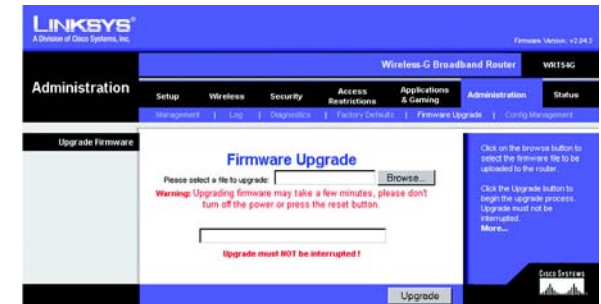 LINKSYS®
A Division of Cisco Systems, Inc.
Firmware Version: v2.04.3
Wireless-G Broadband Router WRT54G
Administration
Setup Wireless Security Access Restrictions Applications & Gaming Administration Status
Management | Log | Diagnostics | Factory Defaults | Firmware Upgrade | Config Management
Upgrade Firmware
Firmware Upgrade
Please select a file to upgrade: Browse...
Warning: Upgrading firmware may take a few minutes, please don't
turn off the power or press the reset button.
Upgrade must NOT be interrupted !
Upgrade
Click on the browse button to
select the firmware file to be
uploaded to the router.
Click the Upgrade button to
begin the upgrade process.
Upgrade must not be
interrupted.
More...
CISCO SYSTEMS